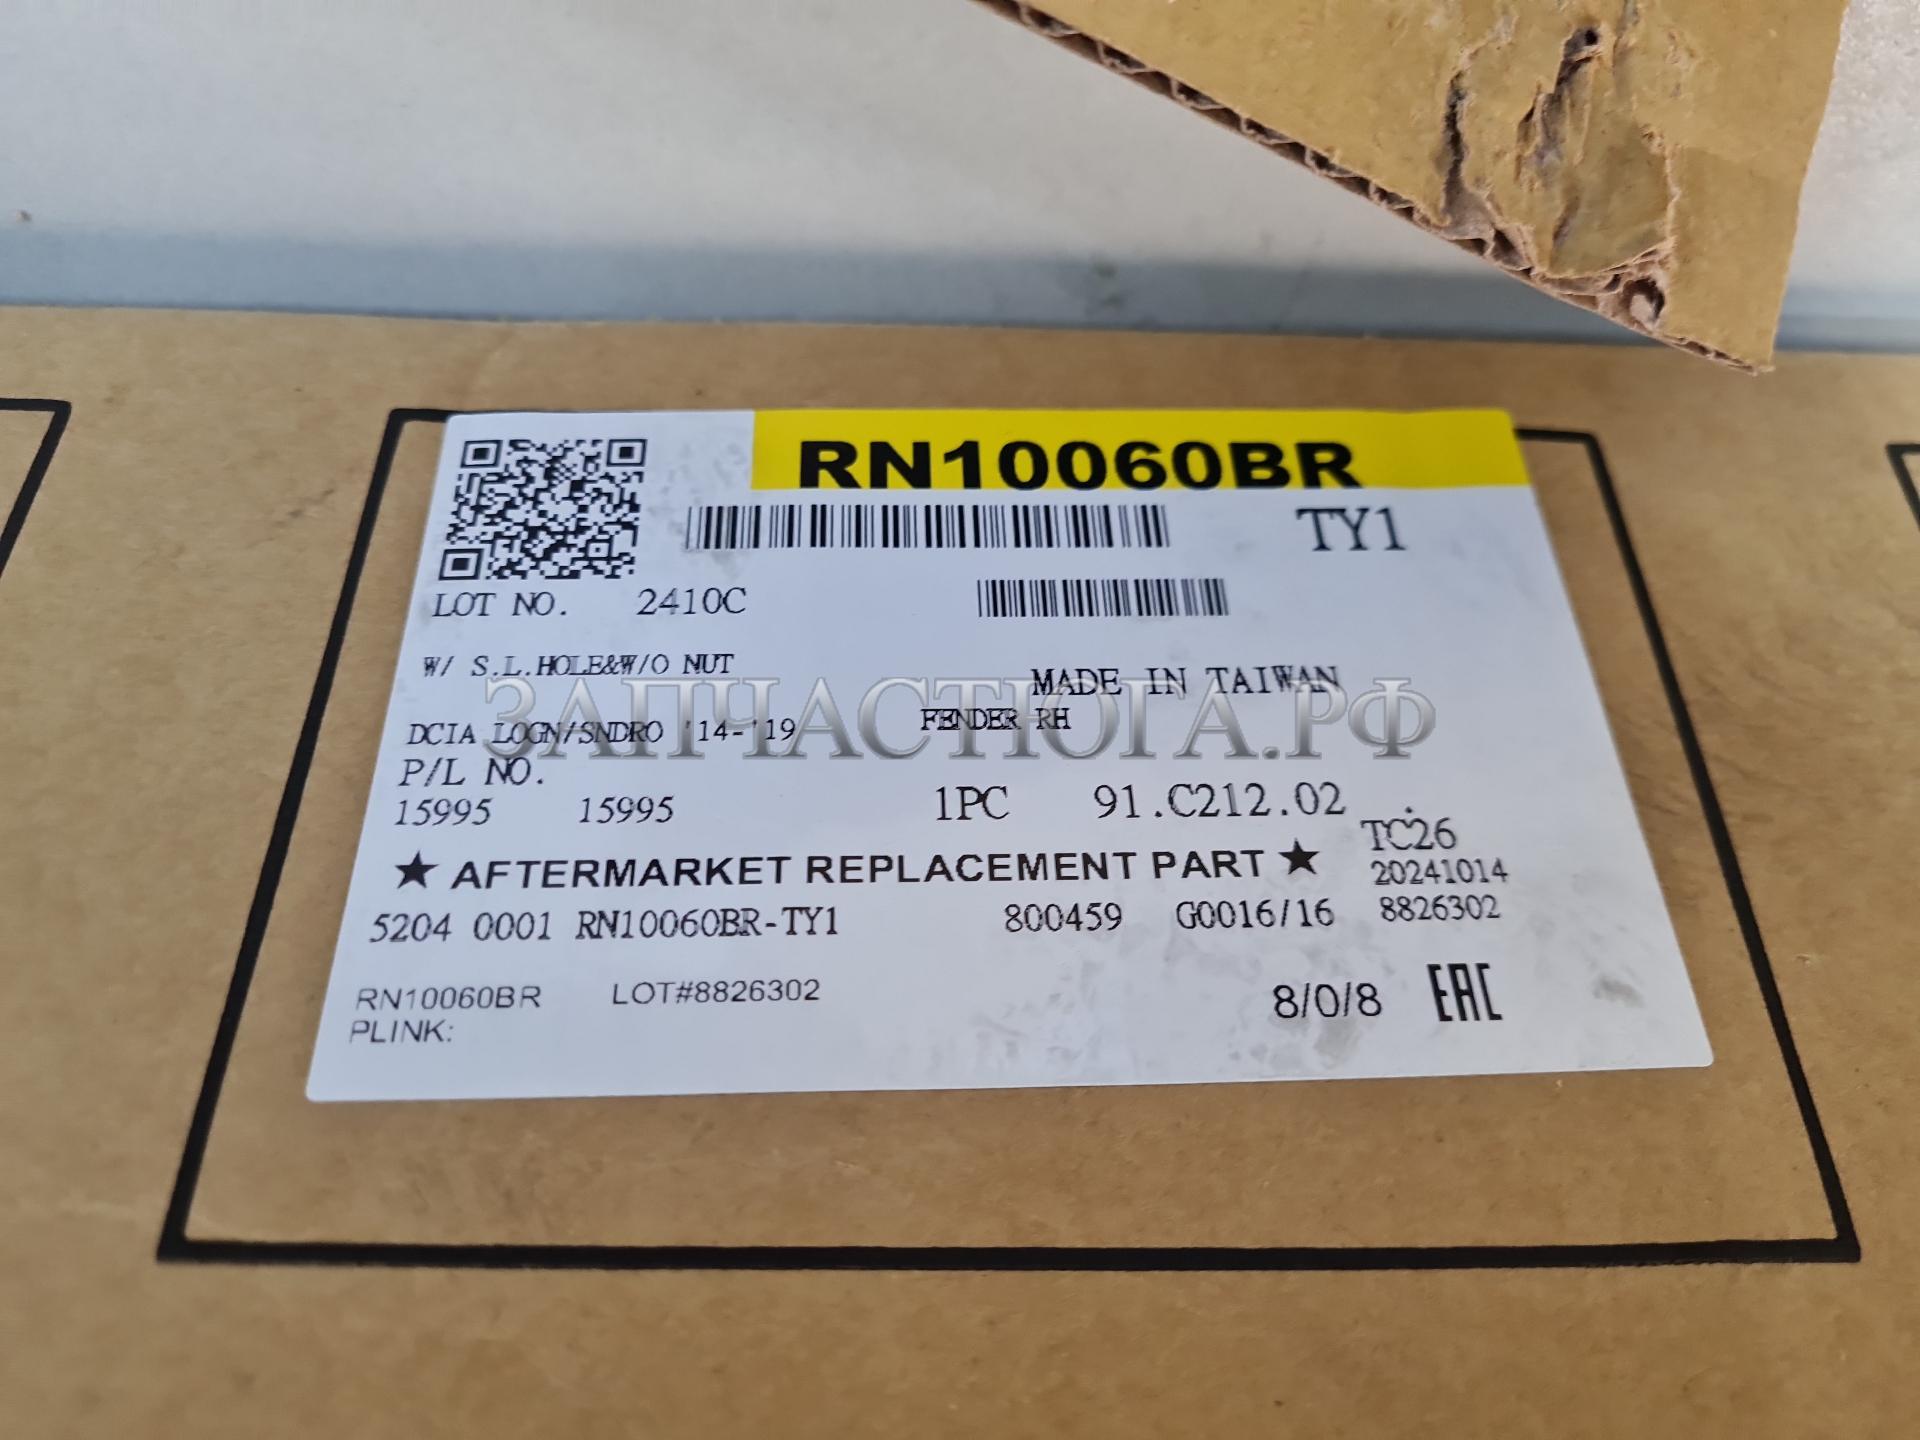 RN10060BR
TY1
LOT NO. 2410C
W/ S.L.HOLE&W/O NUT
MADE IN TAIWAN
DCIA LOGN/SNDRO '14-'19
FENDER RH
ЗАПЧАСТЮГА.РФ
P/L NO.
15995 15995 1PC 91.C212.02
TC26
★ AFTERMARKET REPLACEMENT PART ★
20241014
5204 0001 RN10060BR-TY1 800459 G0016/16 8826302
RN10060BR LOT#8826302 8/0/8 EAC
PLINK: